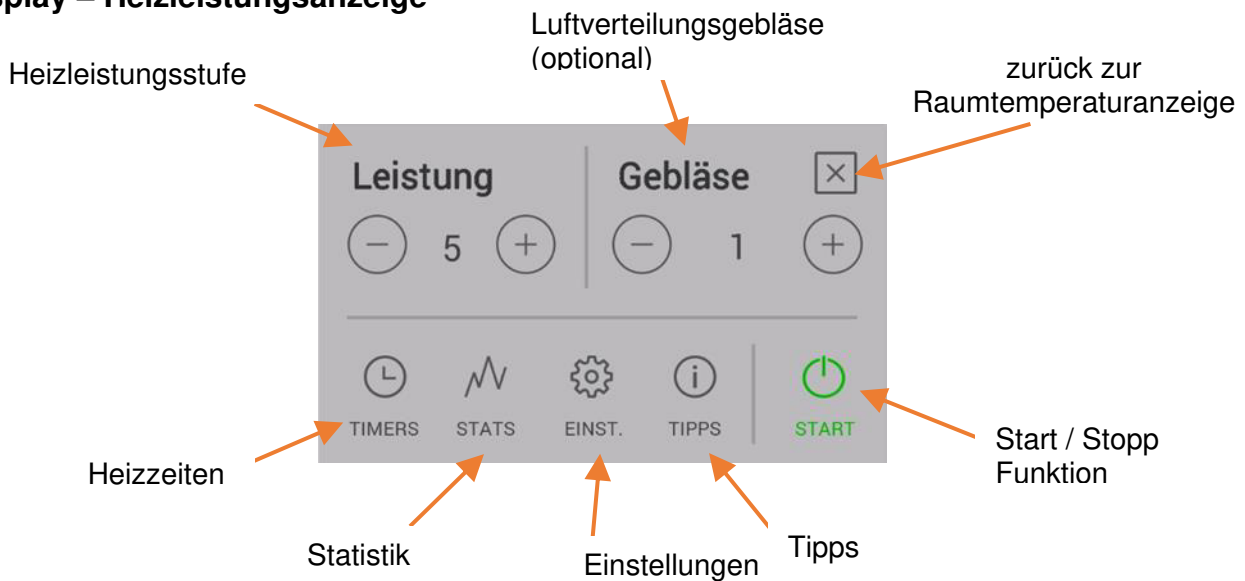 – Heizleistungsanzeige
Luftverteilungsgebläse
(optional)
Heizleistungsstufe
zurück zur
Raumtemperaturanzeige
Leistung
Gebläse
5
1
TIMERS
STATS
EINST.
TIPPS
START
Heizzeiten
Start / Stopp
Funktion
Statistik
Einstellungen
Tipps